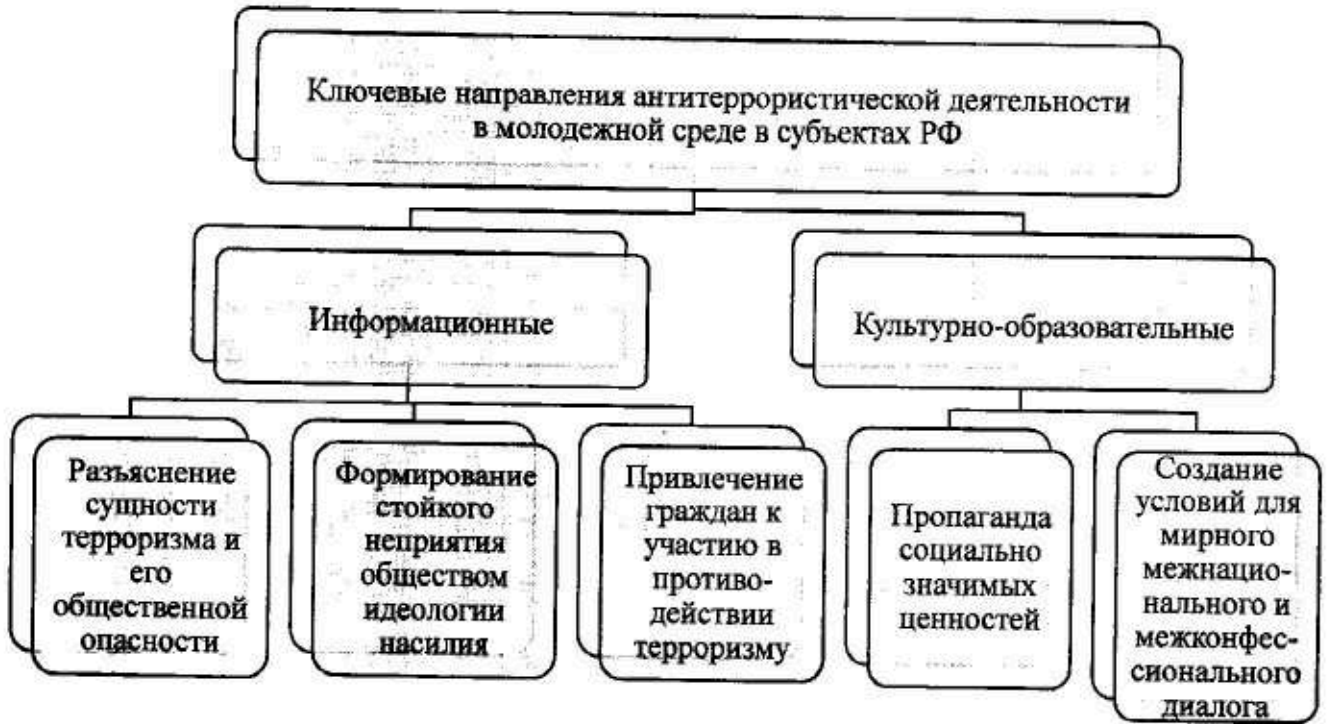 Ключевые направления антитеррористической деятельности
в молодежной среде в субъектах РФ
Информационные
Культурно-образовательные
Разъяснение
сущности
терроризма и
его
общественной
опасности
Формирование
стойкого
неприятия
обществом
идеологии
насилия
Привлечение
граждан к
участию в
противо-
действии
терроризму
Пропаганда
социально
значимых
ценностей
Создание
условий для
мирного
межнацио-
нального и
межконфес-
сионального
диалога